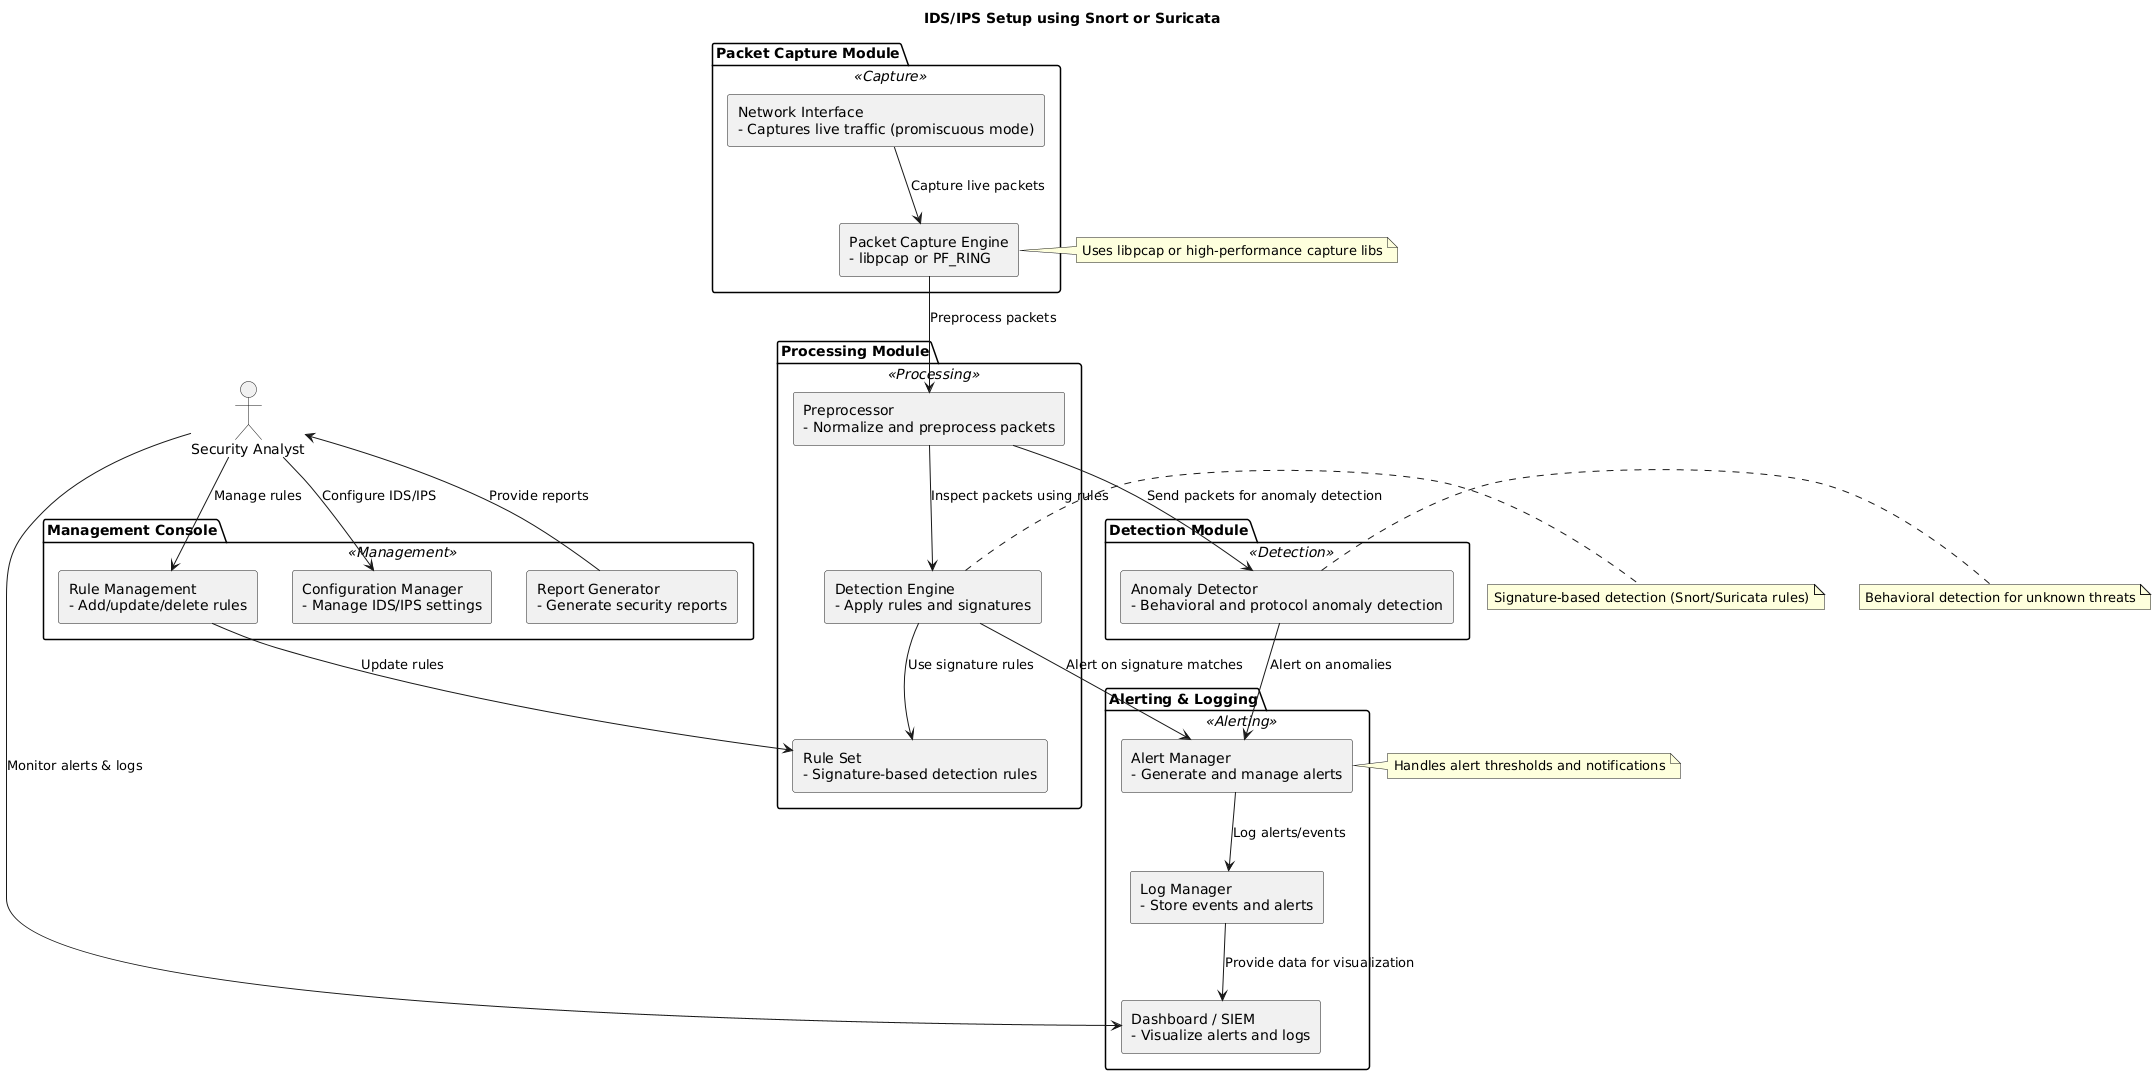 IDS/IPS Setup using Snort or Suricata
Packet Capture Module
«Capture»
Network Interface
- Captures live traffic (promiscuous mode)
Capture live packets
Packet Capture Engine
- libpcap or PF_RING
Uses libpcap or high-performance capture libs
Preprocess packets
Processing Module
«Processing»
Preprocessor
- Normalize and preprocess packets
Security Analyst
Manage rules
Configure IDS/IPS
Provide reports
Inspect packets using rules
Send packets for anomaly detection
Management Console
«Management»
Rule Management
- Add/update/delete rules
Configuration Manager
- Manage IDS/IPS settings
Report Generator
- Generate security reports
Detection Engine
- Apply rules and signatures
Detection Module
«Detection»
Anomaly Detector
- Behavioral and protocol anomaly detection
Signature-based detection (Snort/Suricata rules)
Behavioral detection for unknown threats
Update rules
Use signature rules
Alert on signature matches
Alert on anomalies
Alerting & Logging
«Alerting»
Rule Set
- Signature-based detection rules
Alert Manager
- Generate and manage alerts
Handles alert thresholds and notifications
Monitor alerts & logs
Log alerts/events
Log Manager
- Store events and alerts
Provide data for visualization
Dashboard / SIEM
- Visualize alerts and logs